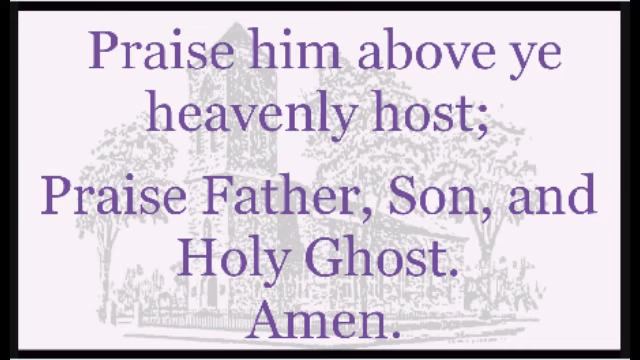 Praise him above ye
heavenly host;
Praise Father, Son, and
Holy Ghost.
Amen.